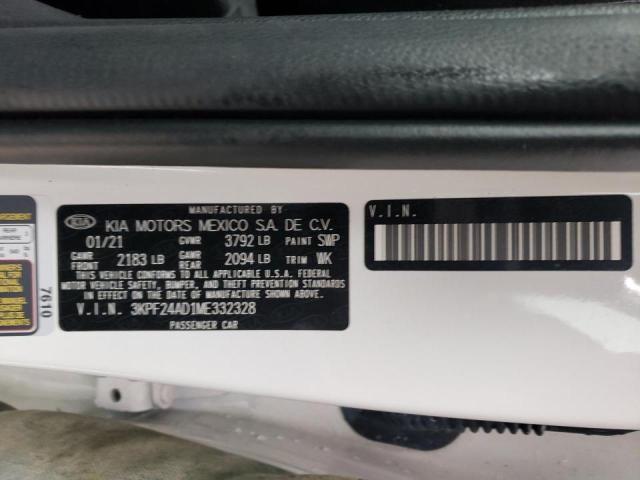 MANUFACTURED BY
KIA KIA MOTORS MEXICO S.A. DE C.V.
01/21 GVWR 3792 LB PAINT SWP
GAWR FRONT 2183 LB GAWR REAR 2094 LB TRIM WK
THIS VEHICLE CONFORMS TO ALL APPLICABLE U.S.A. FEDERAL
MOTOR VEHICLE SAFETY, BUMPER, AND THEFT PREVENTION STANDARDS
IN EFFECT ON THE DATE OF MANUFACTURE SHOWN ABOVE.
V.I.N. 3KPF24AD1ME332328
PASSENGER CAR
V.I.N.
7610
REAR